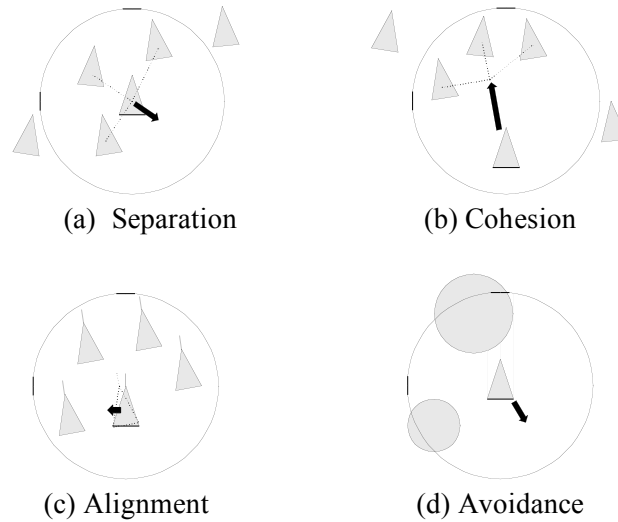 (a) Separation
(b) Cohesion
(c) Alignment
(d) Avoidance